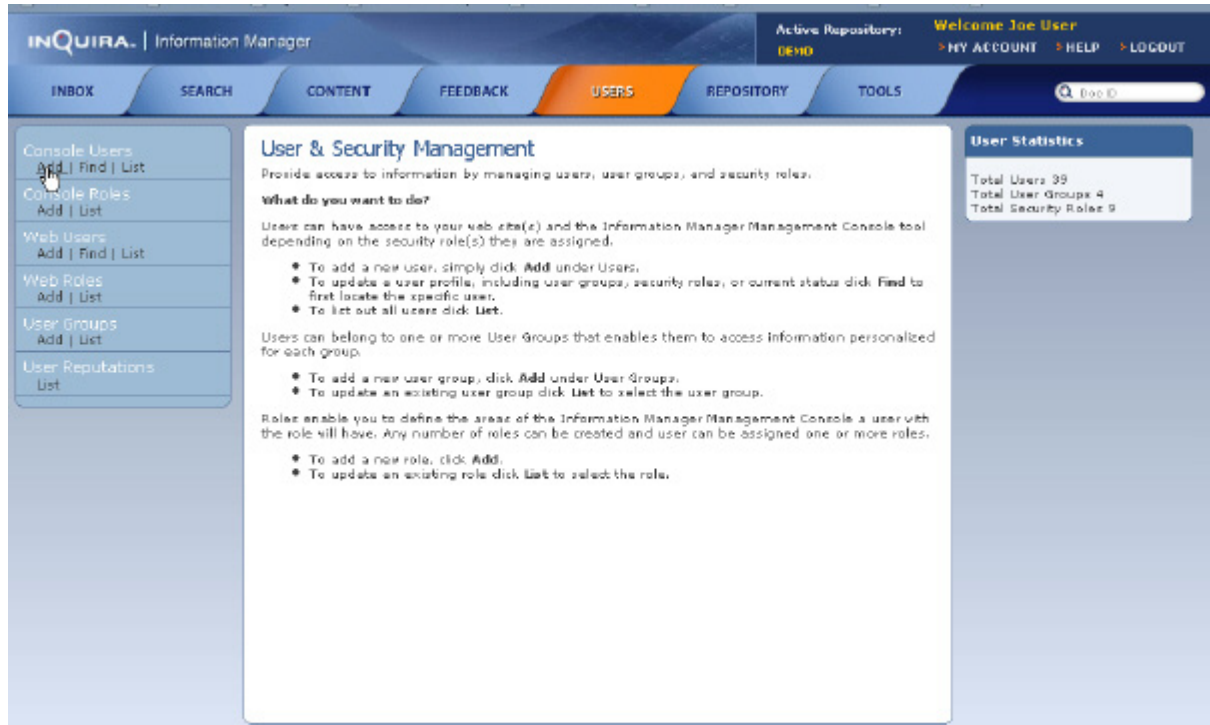 INQUIRA. | Information Manager
Active Repository:
DEMO
Welcome Joe User
MY ACCOUNT HELP LOGOUT
INBOX SEARCH CONTENT FEEDBACK USERS REPOSITORY TOOLS
Doc ID
Console Users
Add | Find | List
Console Roles
Add | List
Web Users
Add | Find | List
Web Roles
Add | List
User Groups
Add | List
User Reputations
List
User & Security Management
Provide access to information by managing users, user groups, and security roles.
What do you want to do?
Users can have access to your web site(s) and the Information Manager Management Console tool
depending on the security role(s) they are assigned.
• To add a new user, simply click Add under Users.
• To update a user profile, including user groups, security roles, or current status click Find to
first locate the specific user.
• To list out all users click List.
Users can belong to one or more User Groups that enables them to access information personalized
for each group.
• To add a new user group, click Add under User Groups.
• To update an existing user group click List to select the user group.
Roles enable you to define the areas of the Information Manager Management Console a user with
the role will have. Any number of roles can be created and user can be assigned one or more roles.
• To add a new role, click Add.
• To update an existing role click List to select the role.
User Statistics
Total Users 39
Total User Groups 4
Total Security Roles 9